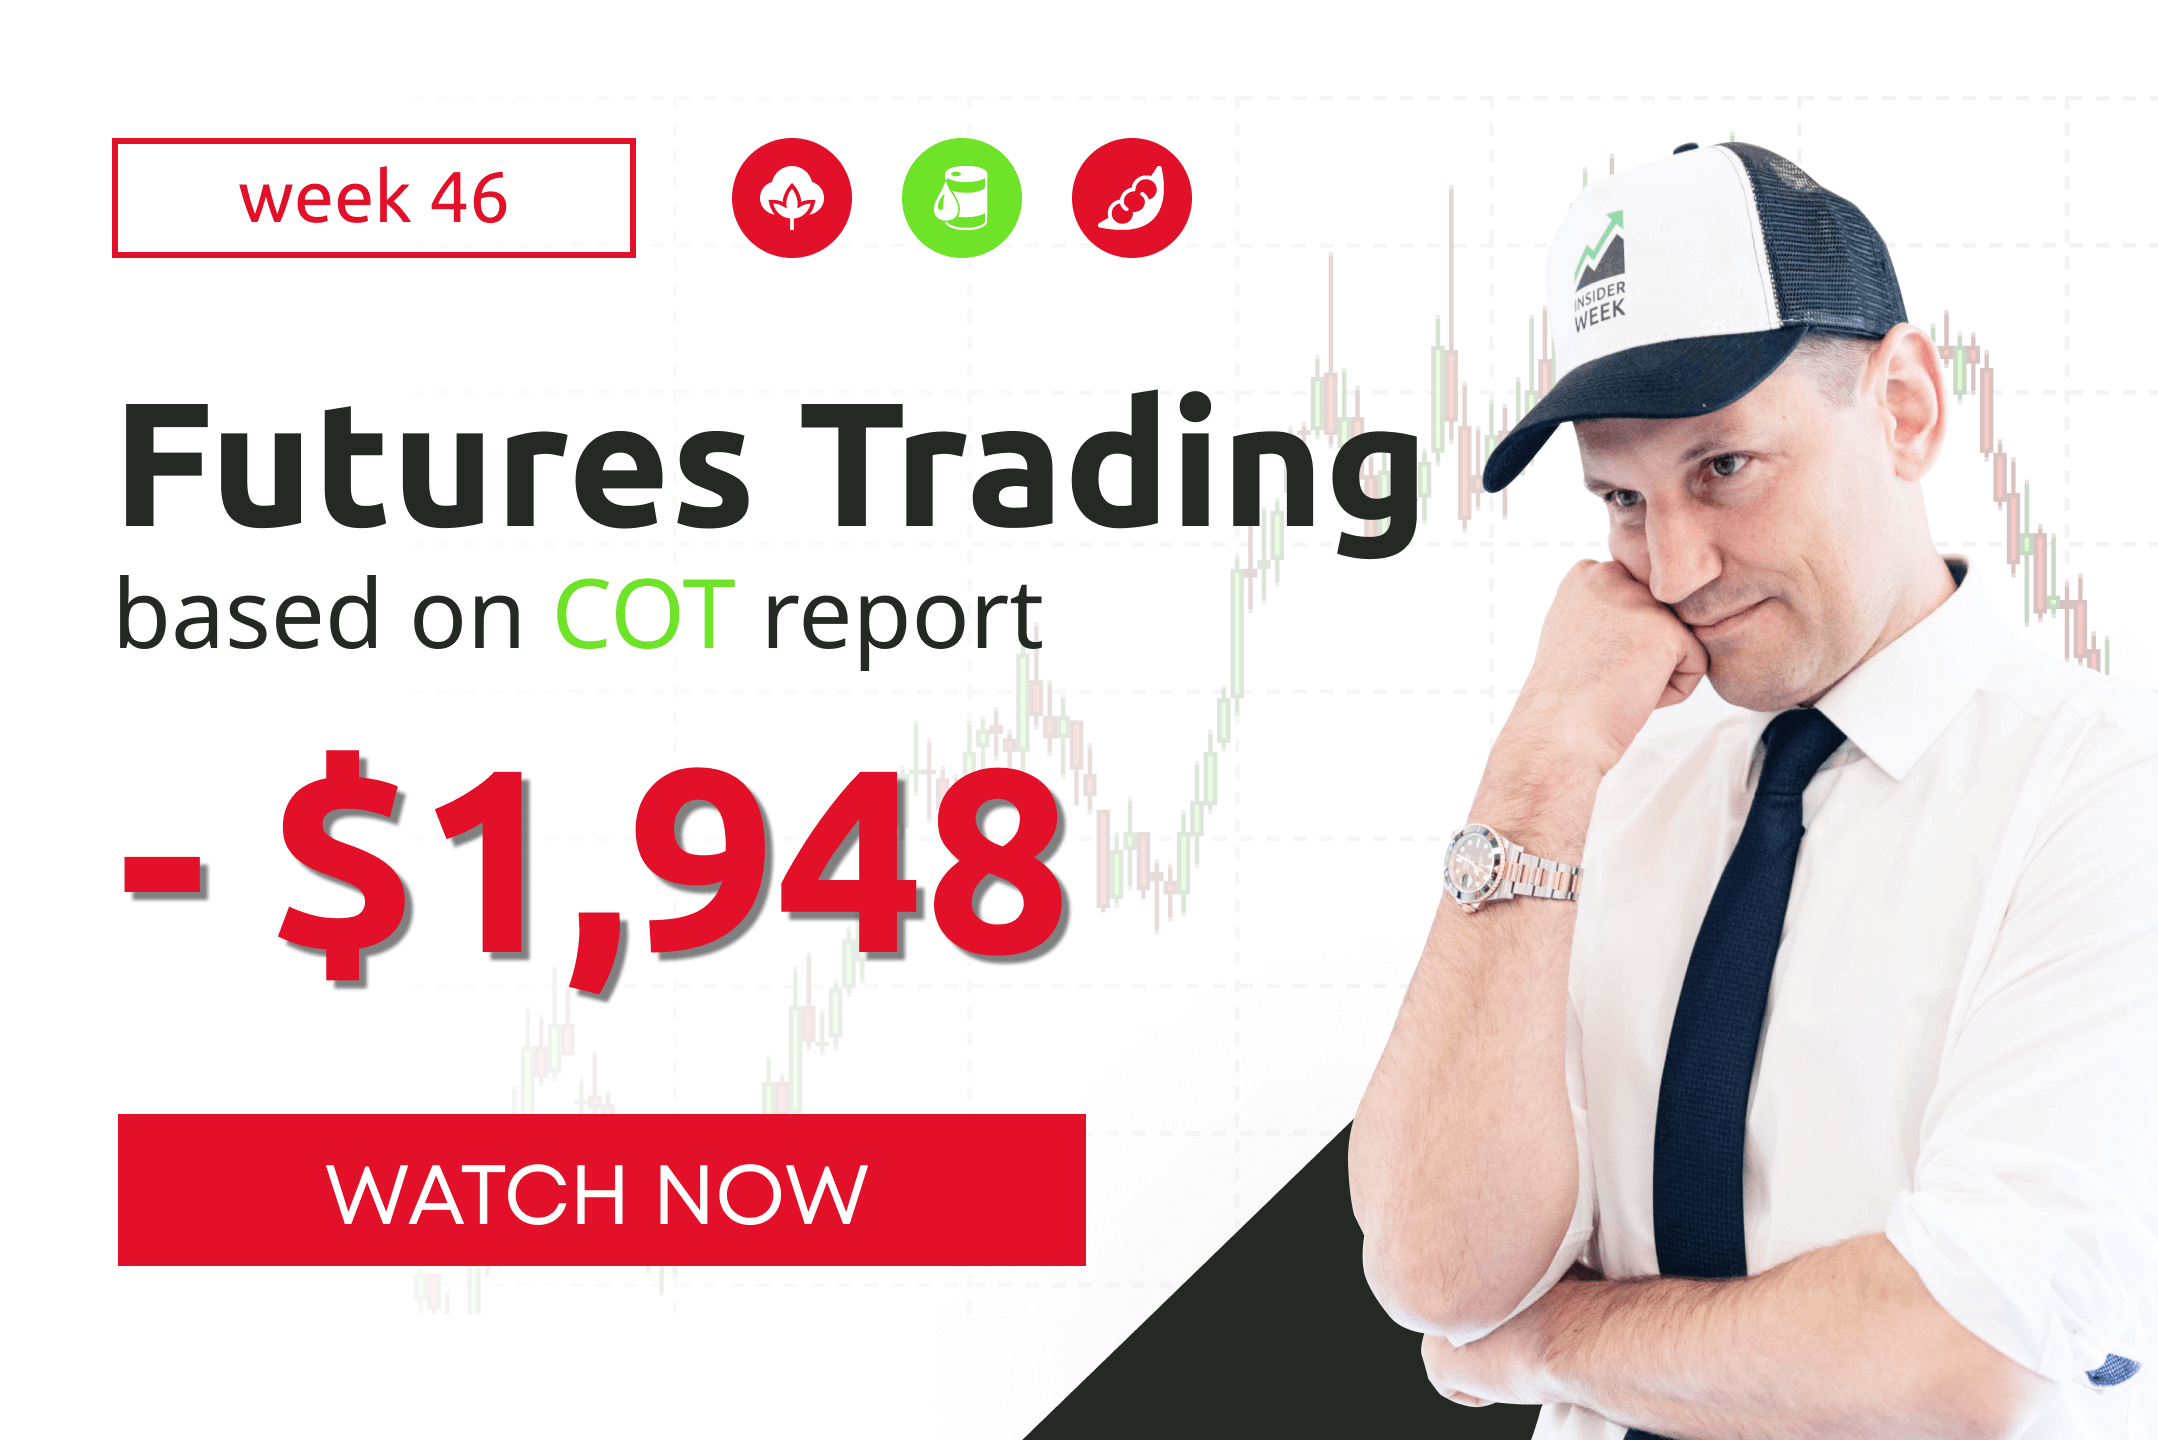 week 46
INSIDER
WEEK
Futures Trading
based on COT report
- $1,948
WATCH NOW